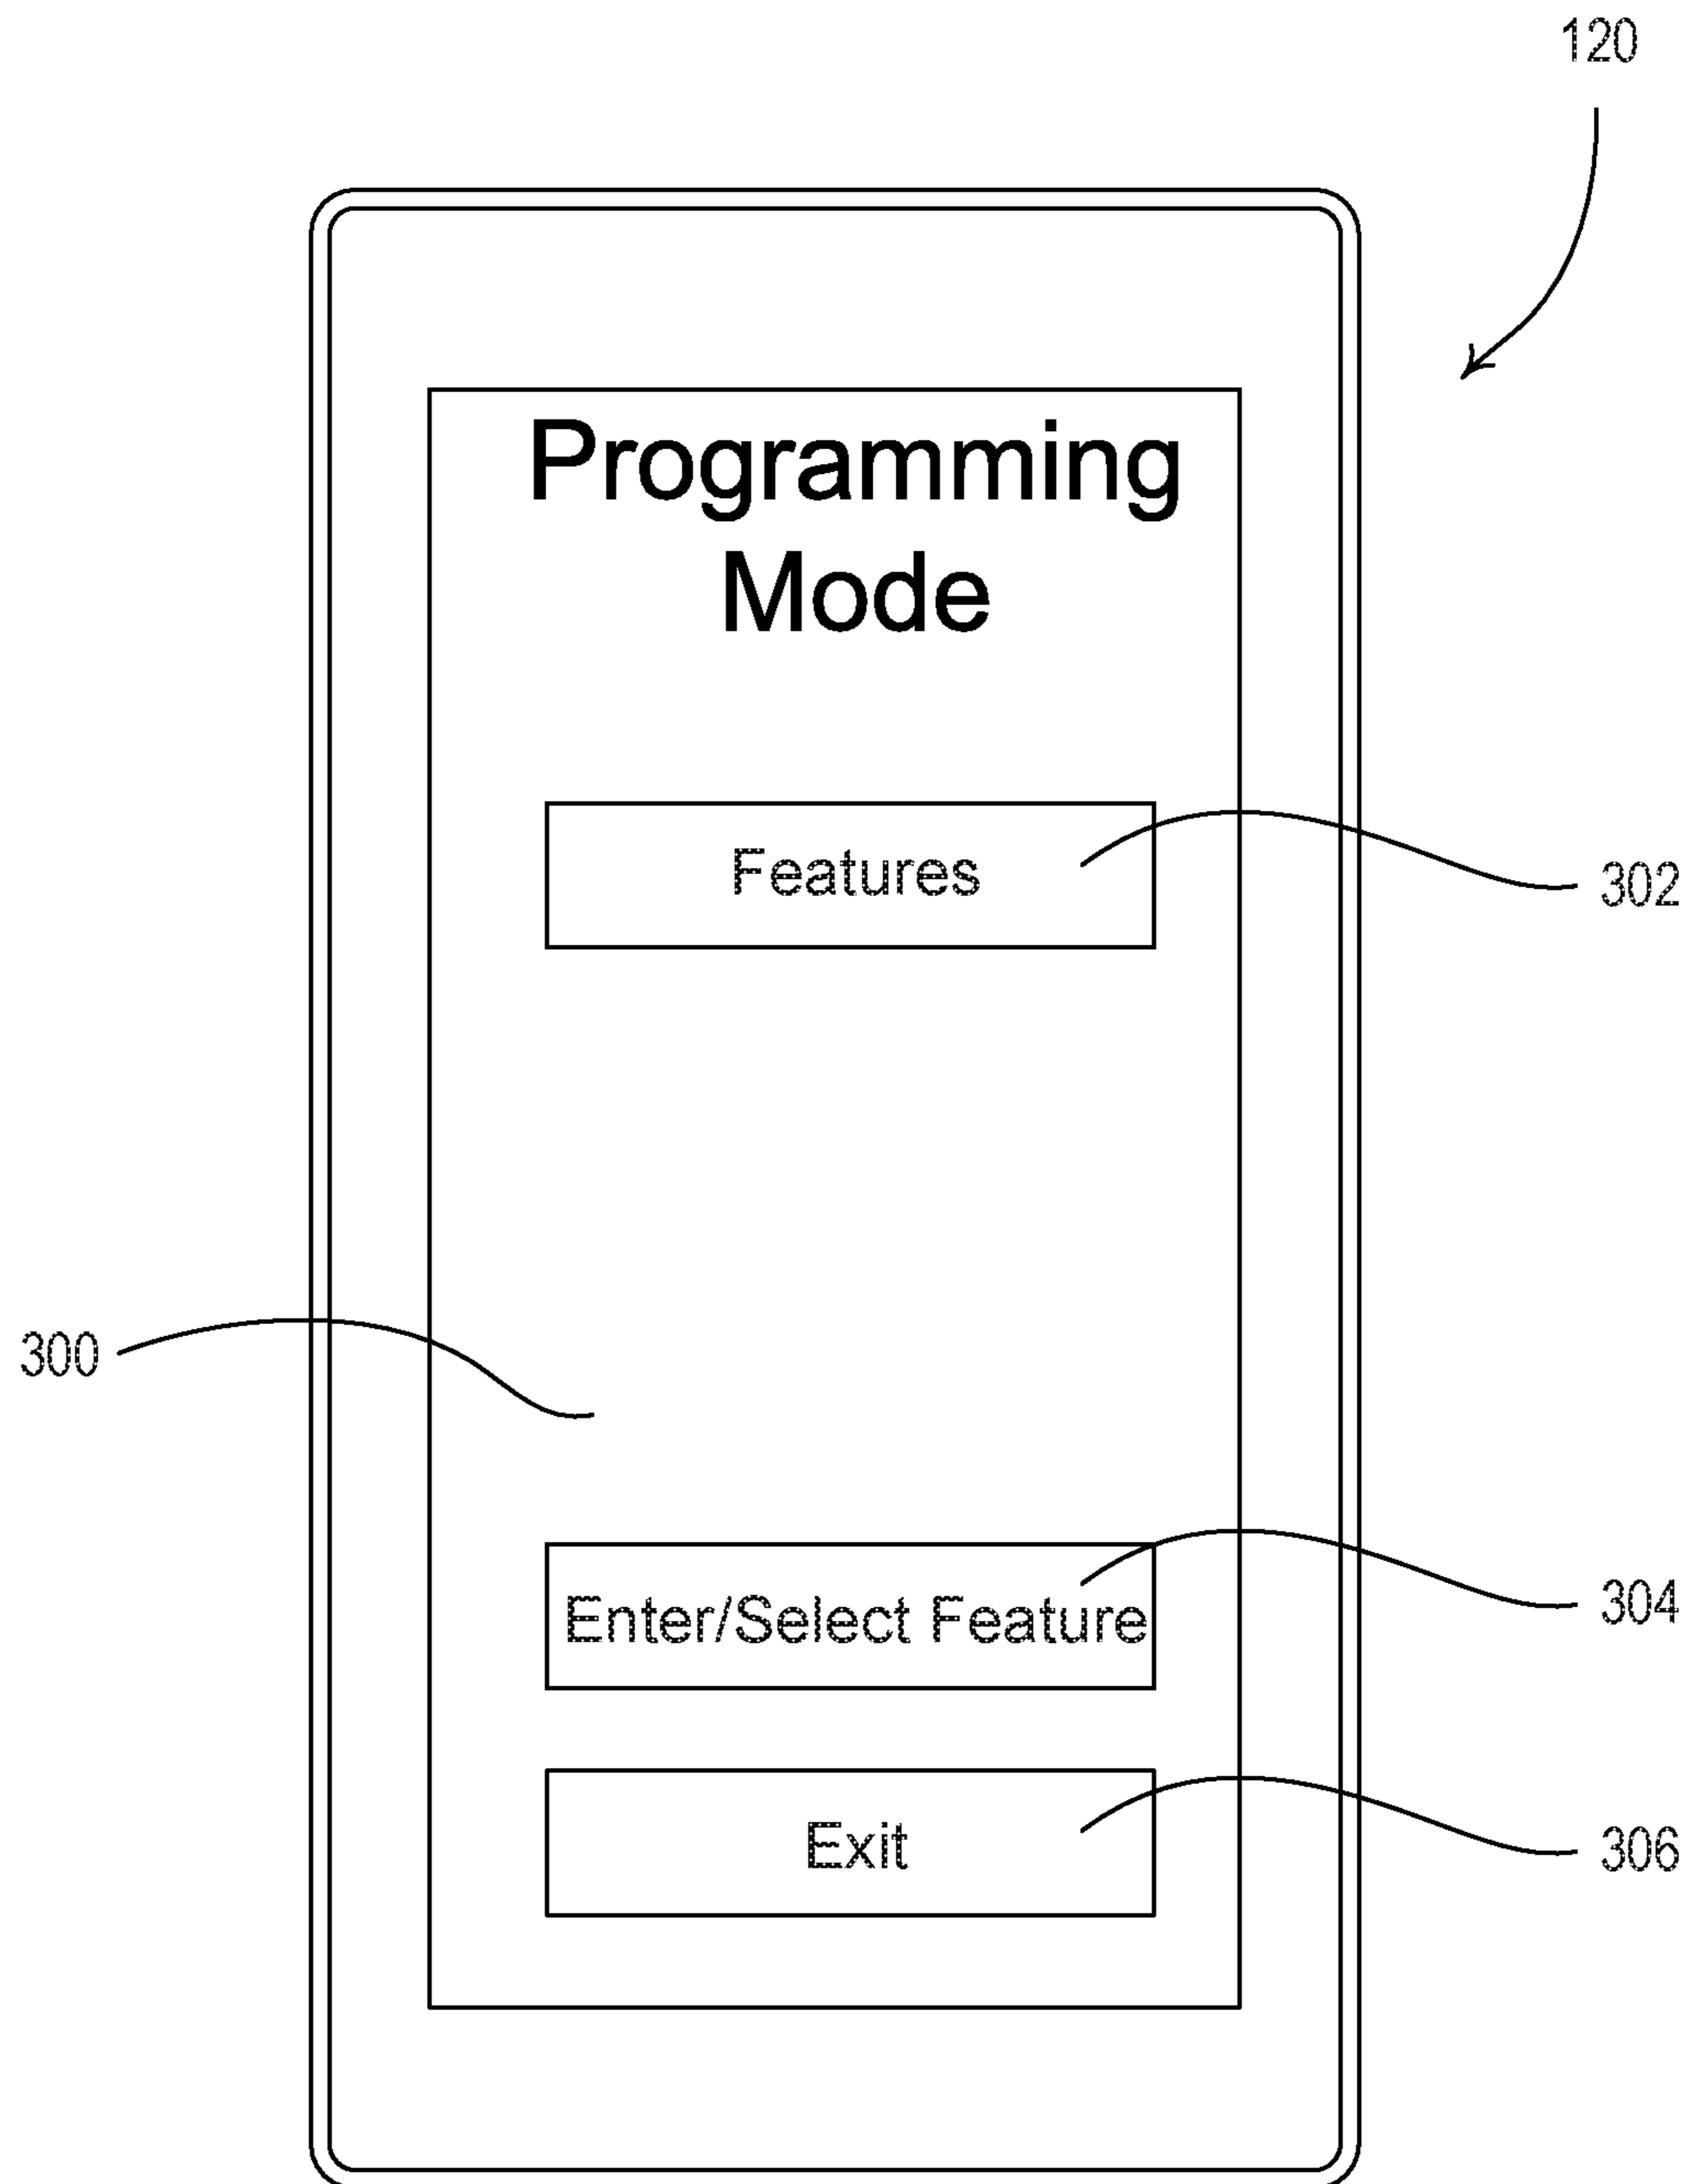 120
Programming
Mode
Features
302
300
Enter/Select Feature
304
Exit
306